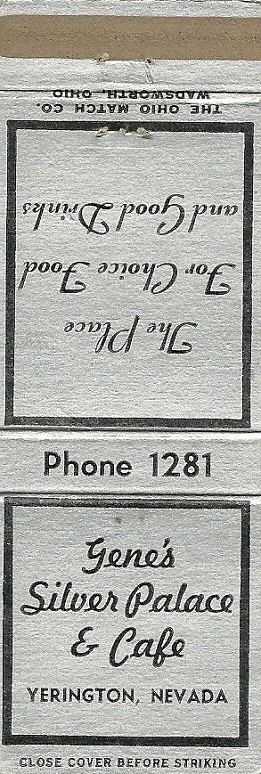 THE OHIO MATCH CO.
WADSWORTH, OHIO
The Place
For Choice Food
and Good Drinks
Phone 1281
Gene's
Silver Palace
& Cafe
YERINGTON, NEVADA
CLOSE COVER BEFORE STRIKING